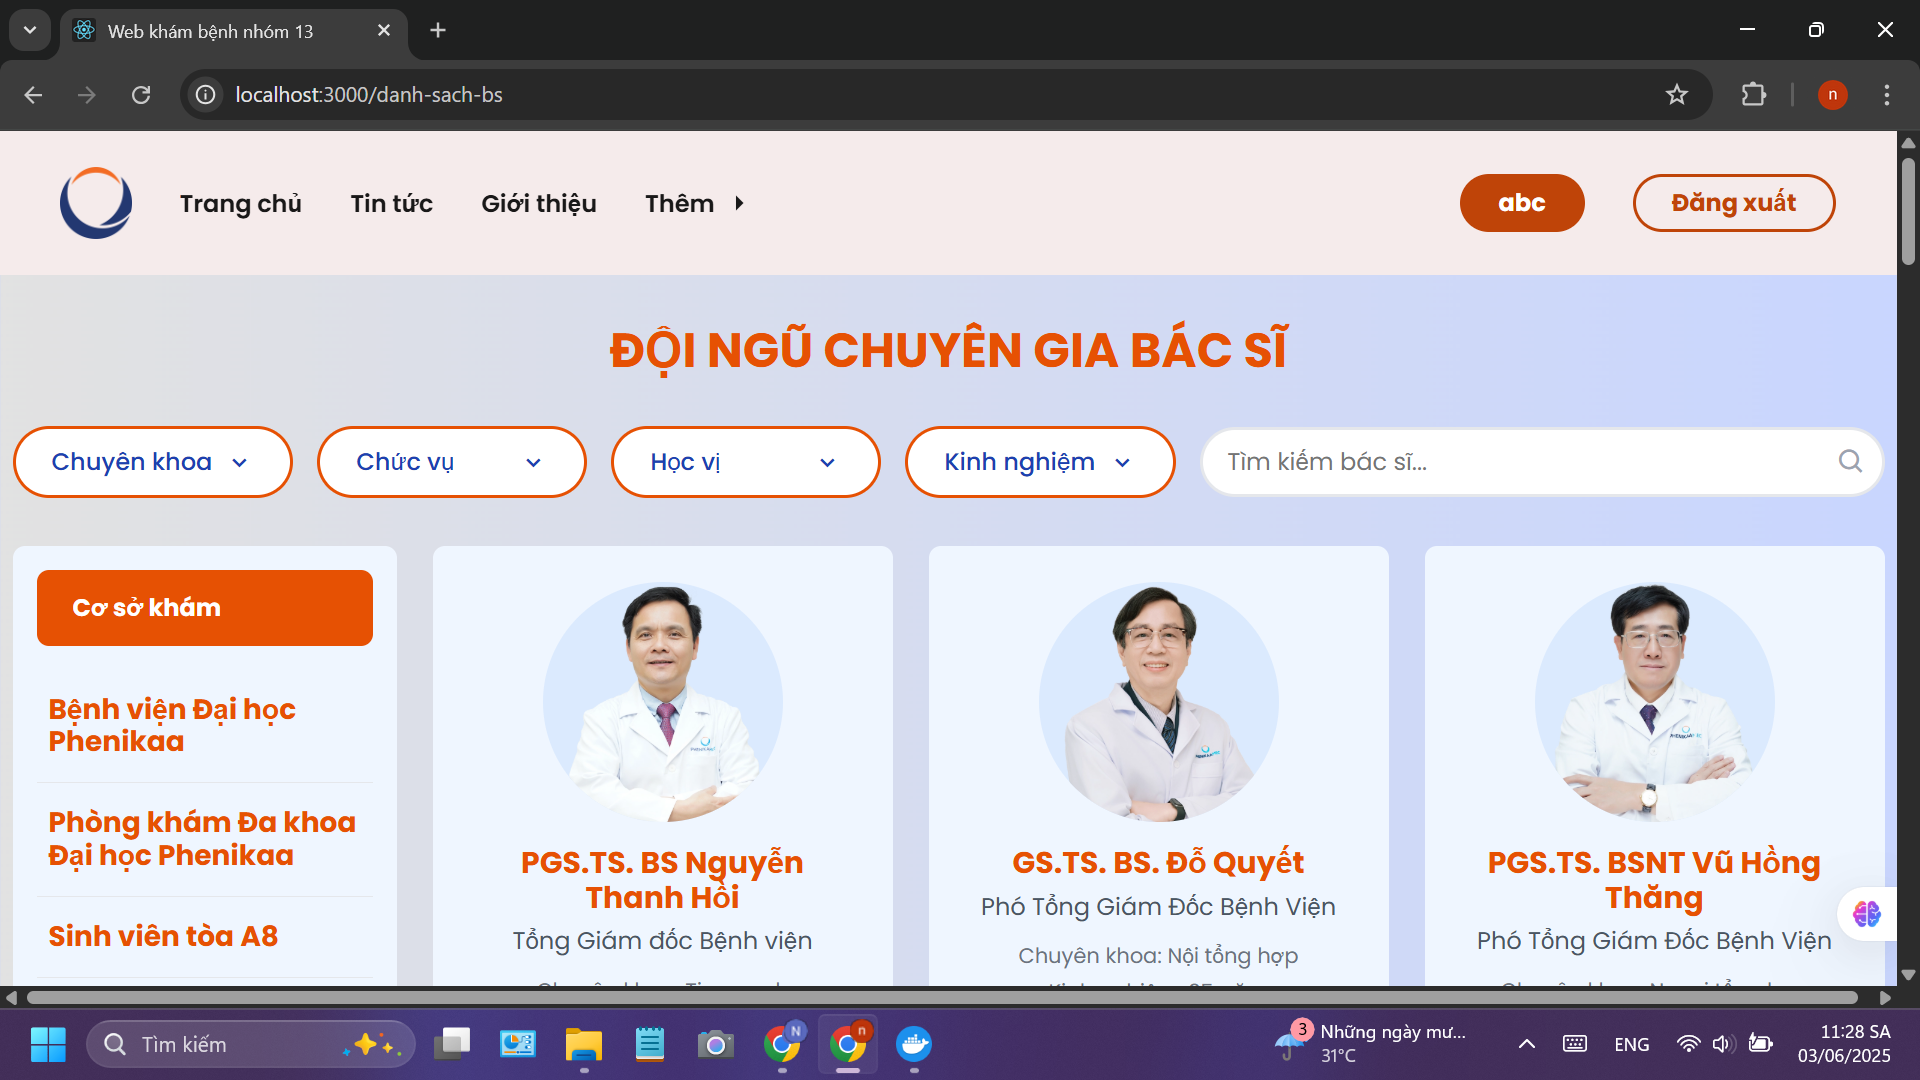 Web khám bệnh nhóm 13
localhost:3000/danh-sach-bs
n
Trang chủ
Tin tức
Giới thiệu
Thêm
abc
Đăng xuất
ĐỘI NGŨ CHUYÊN GIA BÁC SĨ
Chuyên khoa
Chức vụ
Học vị
Kinh nghiệm
Tìm kiếm bác sĩ...
Cơ sở khám
Bệnh viện Đại học
Phenikaa
Phòng khám Đa khoa
Đại học Phenikaa
Sinh viên tòa A8
PGS.TS. BS Nguyễn
Thanh Hồi
Tổng Giám đốc Bệnh viện
GS.TS. BS. Đỗ Quyết
Phó Tổng Giám Đốc Bệnh Viện
Chuyên khoa: Nội tổng hợp
PGS.TS. BSNT Vũ Hồng
Thăng
Phó Tổng Giám Đốc Bệnh Viện
Tìm kiếm
N
n
3
Những ngày mư...
31°C
ENG
11:28 SA
03/06/2025